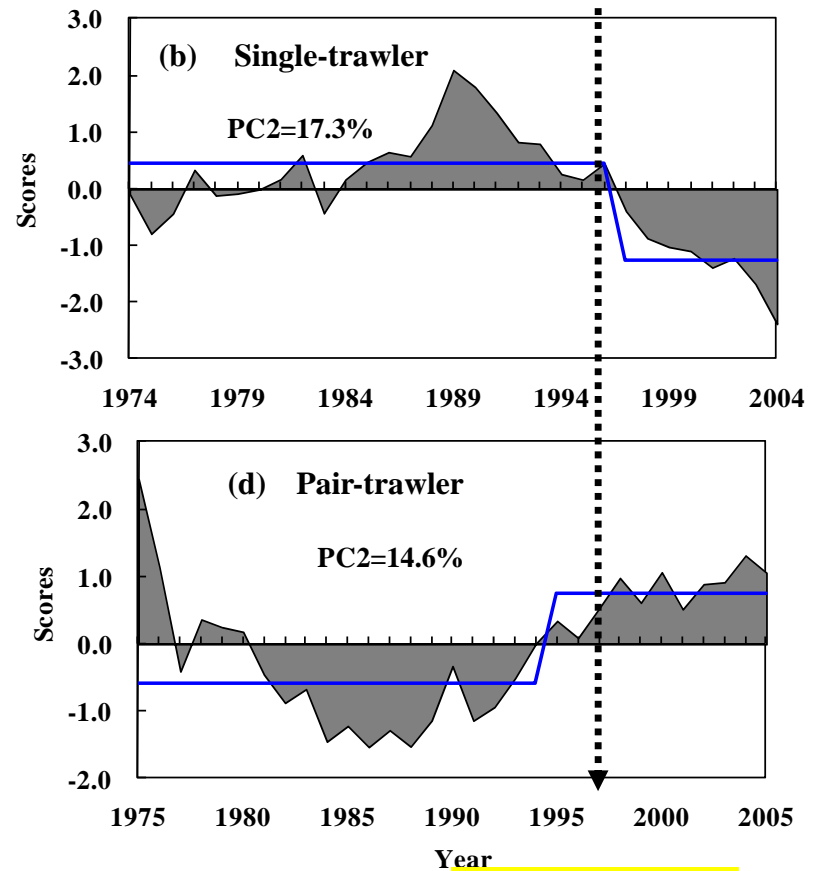 3.0
(b) Single-trawler
2.0
PC2=17.3%
1.0
0.0
-1.0
-2.0
-3.0
Scores
1974 1979 1984 1989 1994 1999 2004
3.0
(d) Pair-trawler
2.0
PC2=14.6%
1.0
0.0
-1.0
-2.0
Scores
1975 1980 1985 1990 1995 2000 2005
Year